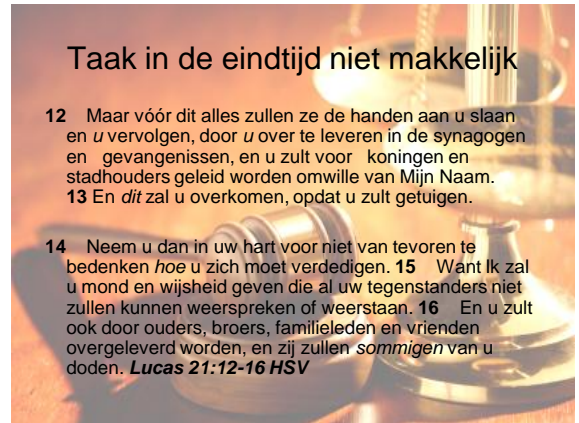 Taak in de eindtijd niet makkelijk
12 Maar vóór dit alles zullen ze de handen aan u slaan
en u vervolgen, door u over te leveren in de synagogen
en gevangenissen, en u zult voor koningen en
stadhouders geleid worden omwille van Mijn Naam.
13 En dit zal u overkomen, opdat u zult getuigen.
14 Neem u dan in uw hart voor niet van tevoren te
bedenken hoe u zich moet verdedigen. 15 Want Ik zal
u mond en wijsheid geven die al uw tegenstanders niet
zullen kunnen weerspreken of weerstaan. 16 En u zult
ook door ouders, broers, familieleden en vrienden
overgeleverd worden, en zij zullen sommigen van u
doden. Lucas 21:12-16 HSV